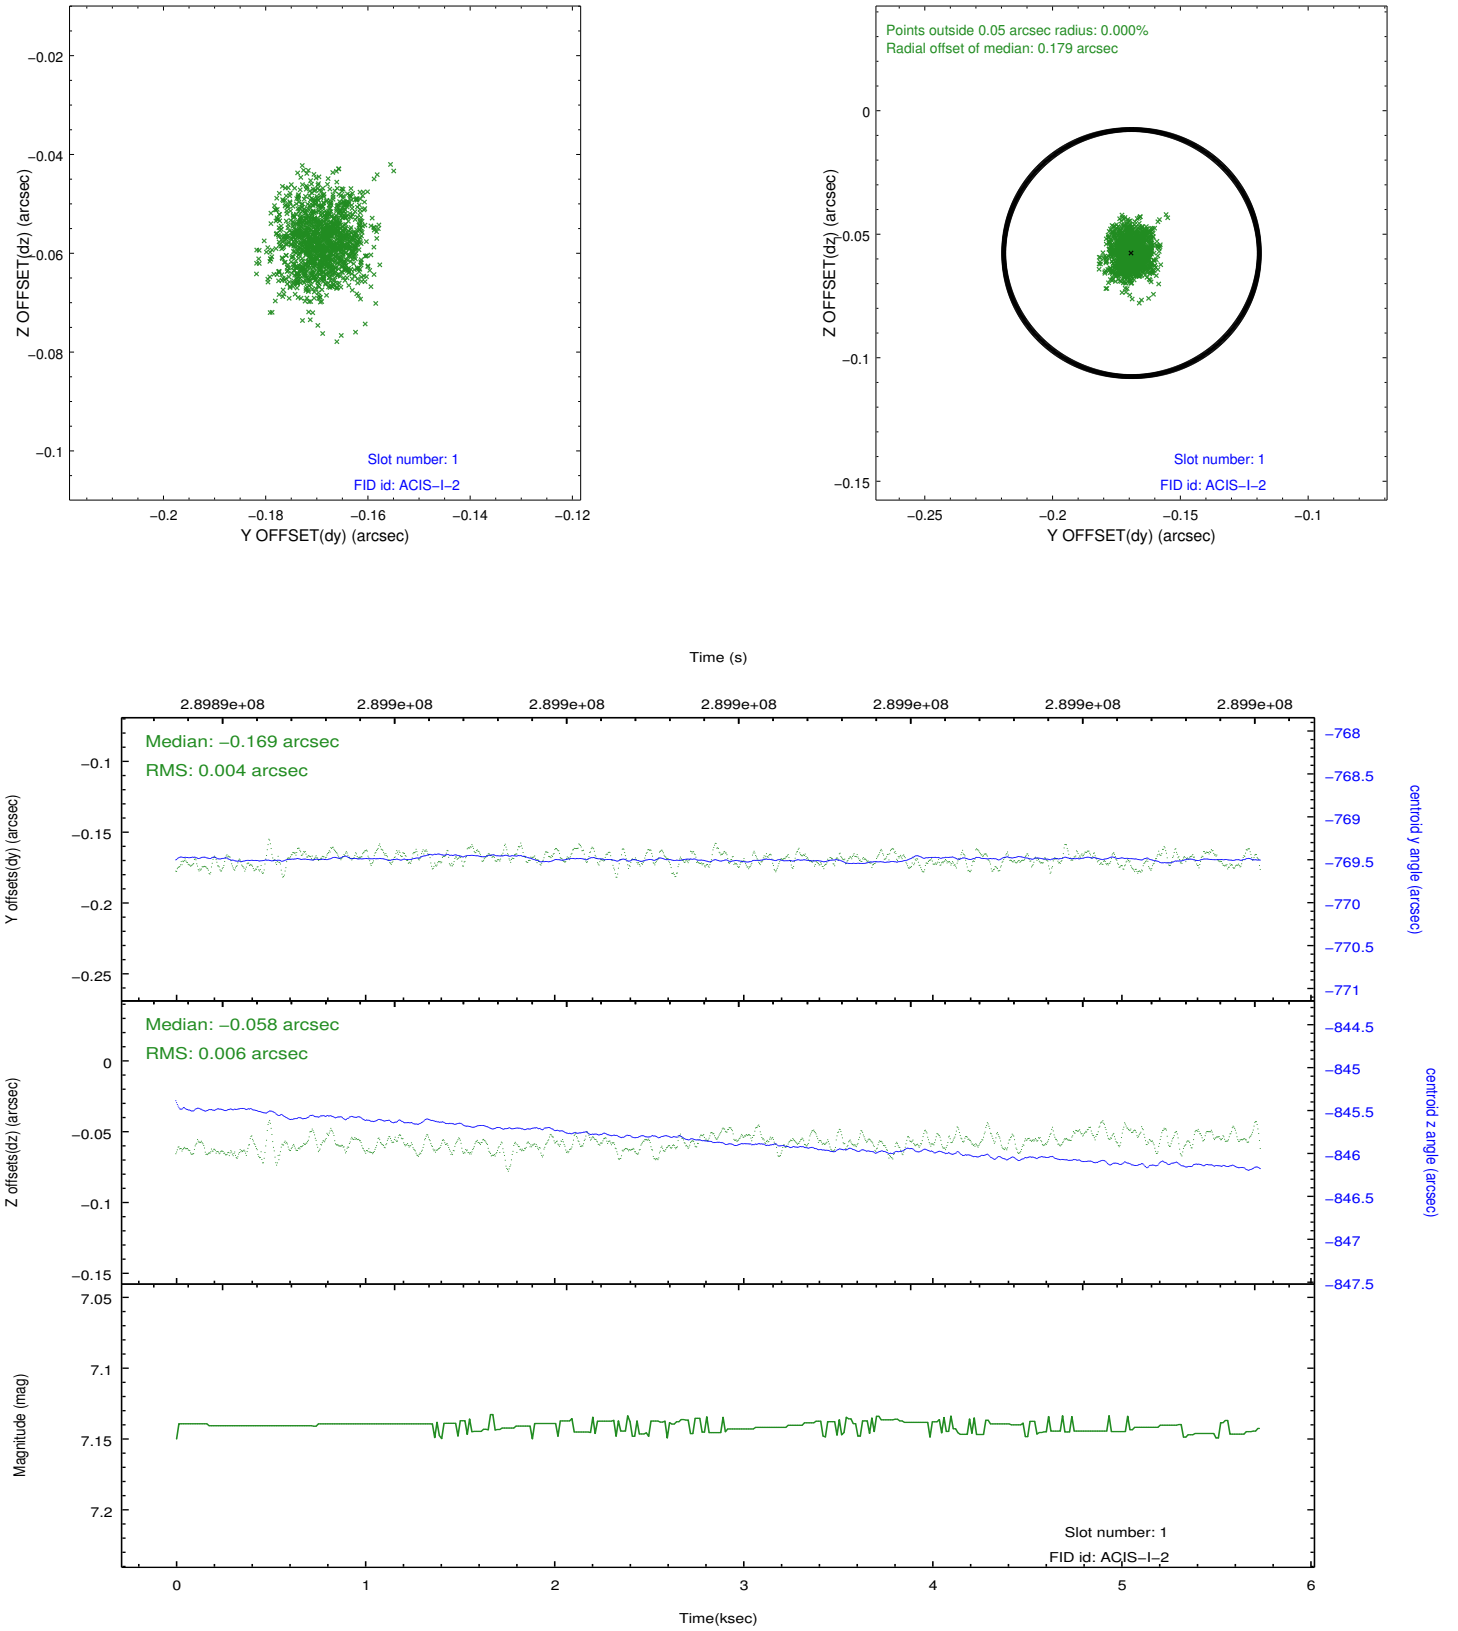 −0.02
−0.04
−0.06
−0.08
−0.1
Z OFFSET(dz) (arcsec)
Slot number: 1
FID id: ACIS−I−2
−0.2
−0.18
−0.16
−0.14
−0.12
Y OFFSET(dy) (arcsec)
Points outside 0.05 arcsec radius: 0.000%
Radial offset of median: 0.179 arcsec
0
−0.05
−0.1
−0.15
Z OFFSET(dz) (arcsec)
Slot number: 1
FID id: ACIS−I−2
−0.25
−0.2
−0.15
−0.1
Y OFFSET(dy) (arcsec)
Time (s)
2.8989e+08
2.899e+08
2.899e+08
2.899e+08
2.899e+08
2.899e+08
2.899e+08
Median: −0.169 arcsec
RMS: 0.004 arcsec
−0.1
−0.15
−0.2
−0.25
Y offsets(dy) (arcsec)
−768
−768.5
−769
−769.5
−770
−770.5
−771
centroid y angle (arcsec)
Median: −0.058 arcsec
RMS: 0.006 arcsec
0
−0.05
−0.1
−0.15
Z offsets(dz) (arcsec)
−844.5
−845
−845.5
−846
−846.5
−847
−847.5
centroid z angle (arcsec)
7.05
7.1
7.15
7.2
Magnitude (mag)
Slot number: 1
FID id: ACIS−I−2
0
1
2
3
4
5
6
Time(ksec)